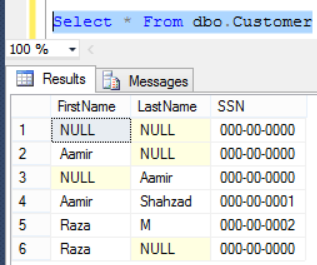 Select * From dbo.Customer
100 %
Results Messages
FirstName LastName SSN
1 NULL NULL 000-00-0000
2 Aamir NULL 000-00-0000
3 NULL Aamir 000-00-0000
4 Aamir Shahzad 000-00-0001
5 Raza M 000-00-0002
6 Raza NULL 000-00-0000